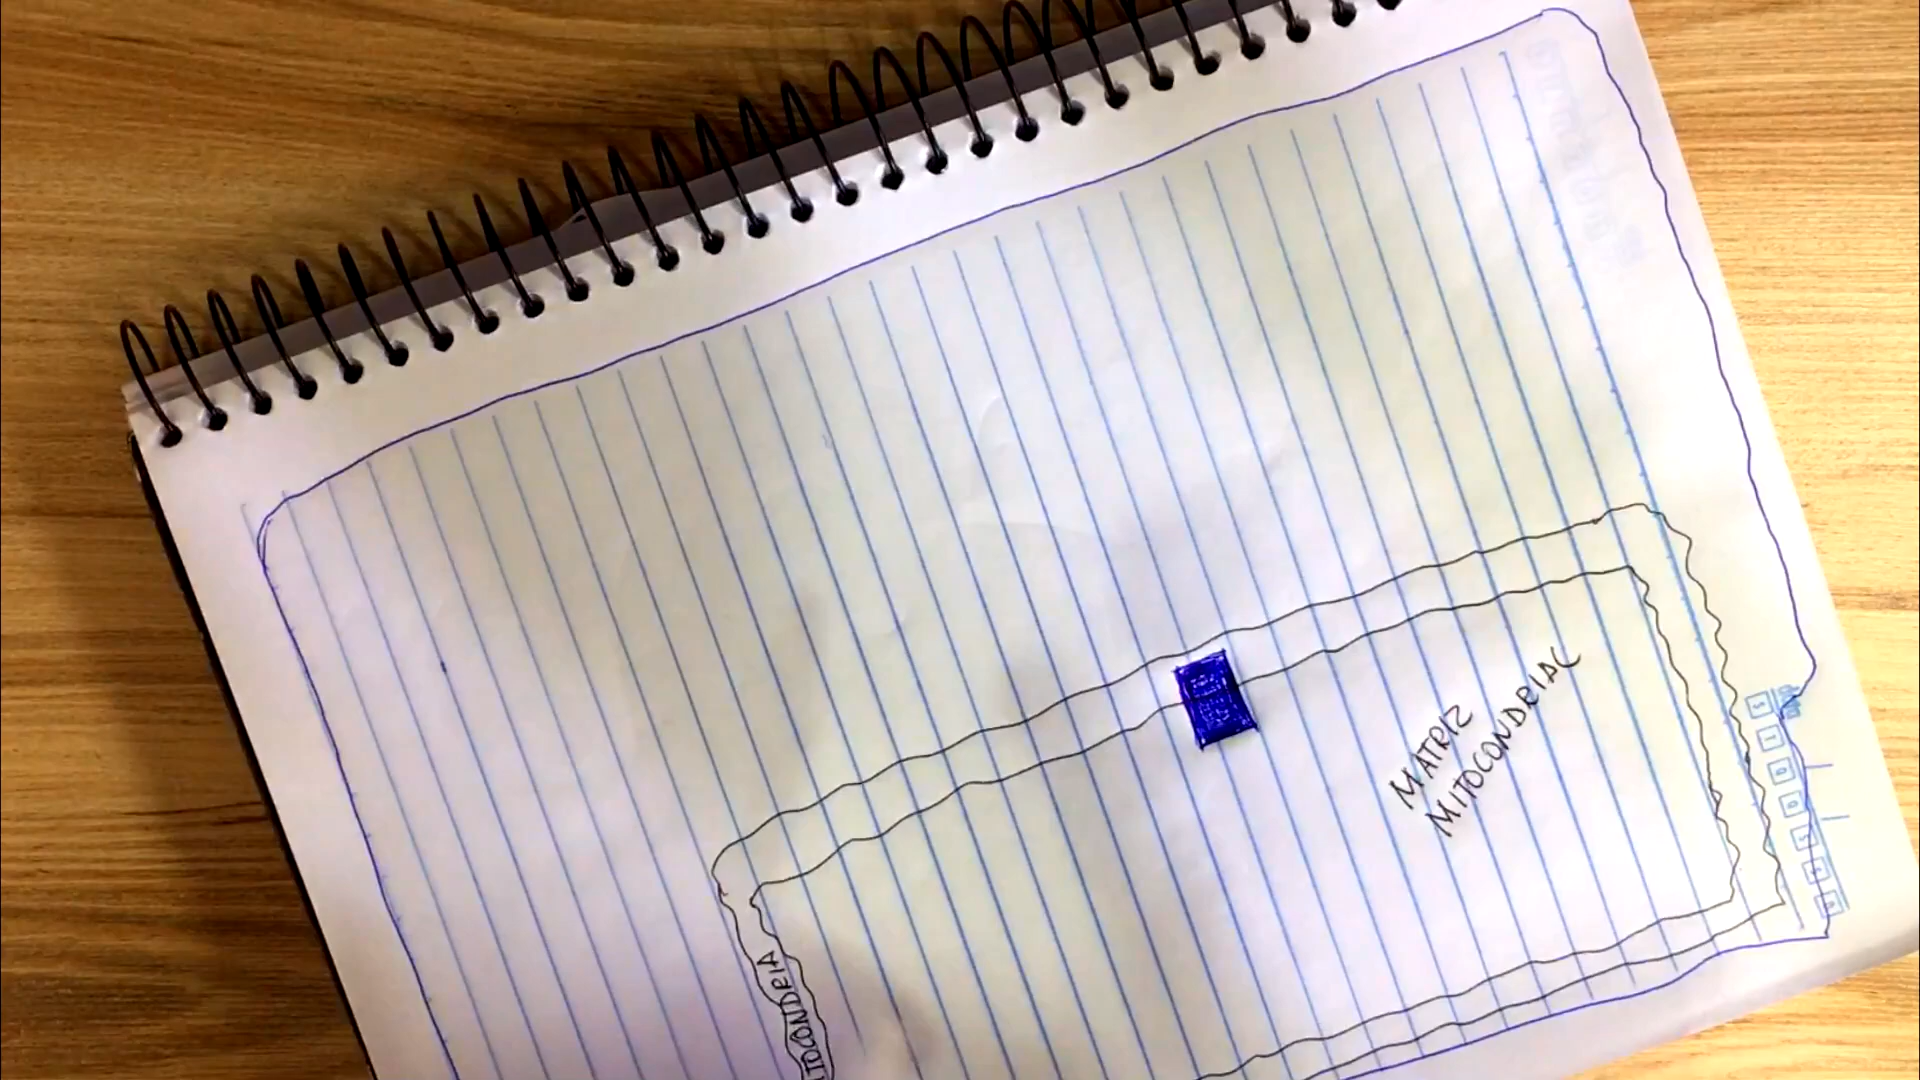 MATRIZ
MITOCONDRIAL
ITOCONDRIA
S T Q Q S S D